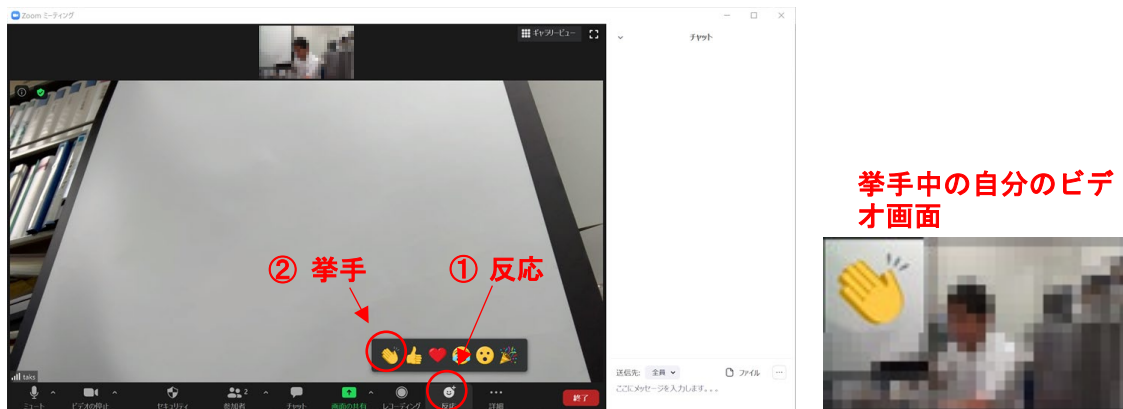 Zoom ミーティング
ギャラリービュー
チャット
挙手中の自分のビデ
オ画面
② 挙手
① 反応
taks
送信先: 全員
ファイル
ここにメッセージを入力します。。。
ミュート
ビデオの停止
セキュリティ
2
参加者
チャット
画面の共有
レコーディング
反応
詳細
終了